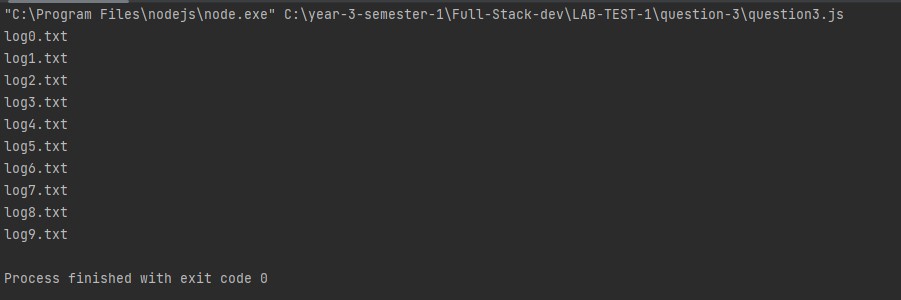 "C:\Program Files\nodejs\node.exe" C:\year-3-semester-1\Full-Stack-dev\LAB-TEST-1\question-3\question3.js
log0.txt
log1.txt
log2.txt
log3.txt
log4.txt
log5.txt
log6.txt
log7.txt
log8.txt
log9.txt
Process finished with exit code 0